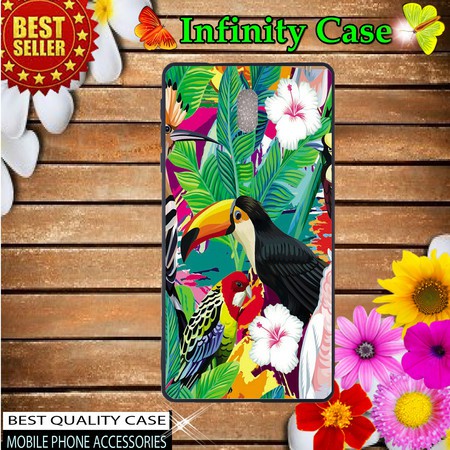 BEST
SELLER
Infinity Case
BEST QUALITY CASE
MOBILE PHONE ACCESSORIES